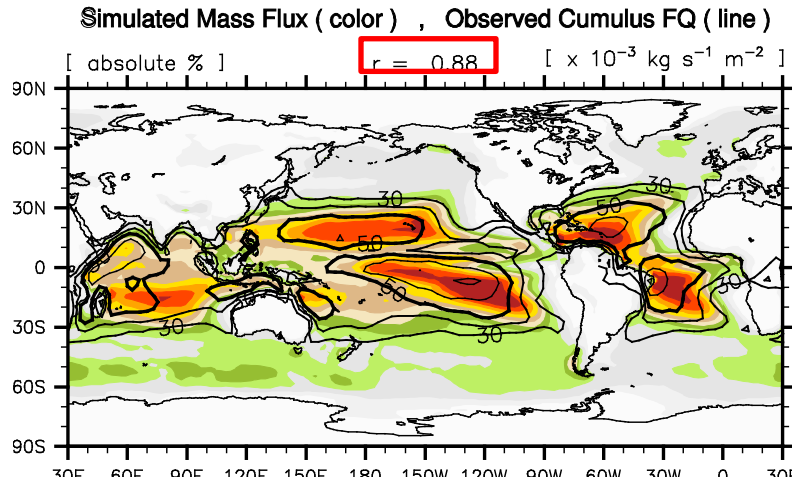 Simulated Mass Flux ( color ) , Observed Cumulus FQ ( line )
[ absolute % ] r = 0.88 [ x 10⁻³ kg s⁻¹ m⁻² ]
90N
60N
30N
0
30S
60S
90S
30
50
30
50
50
50
30
30
30E 60E 90E 120E 150E 180 150W 120W 90W 60W 30W 0 30E